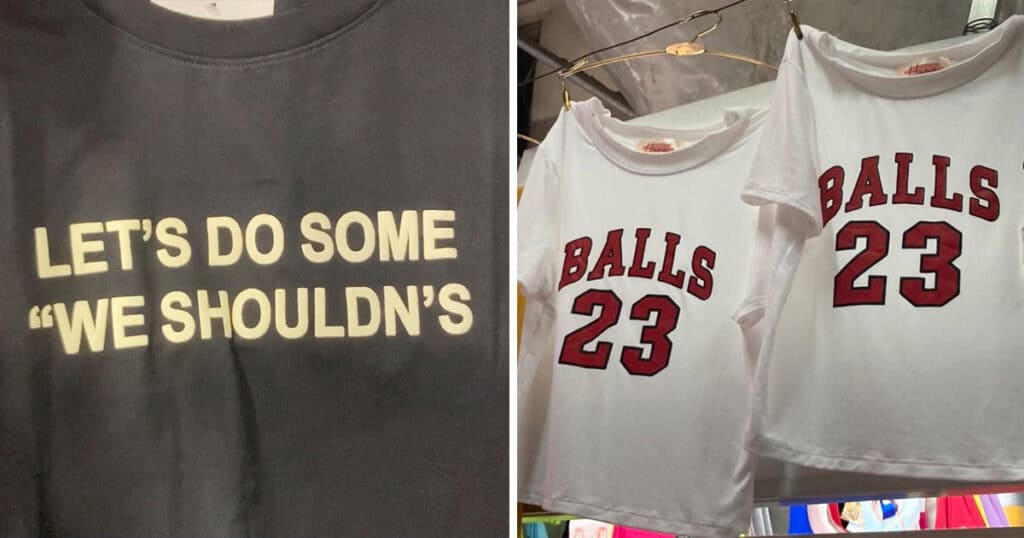 LET'S DO SOME
“WE SHOULDN'S
BALLS
23
BALLS
23